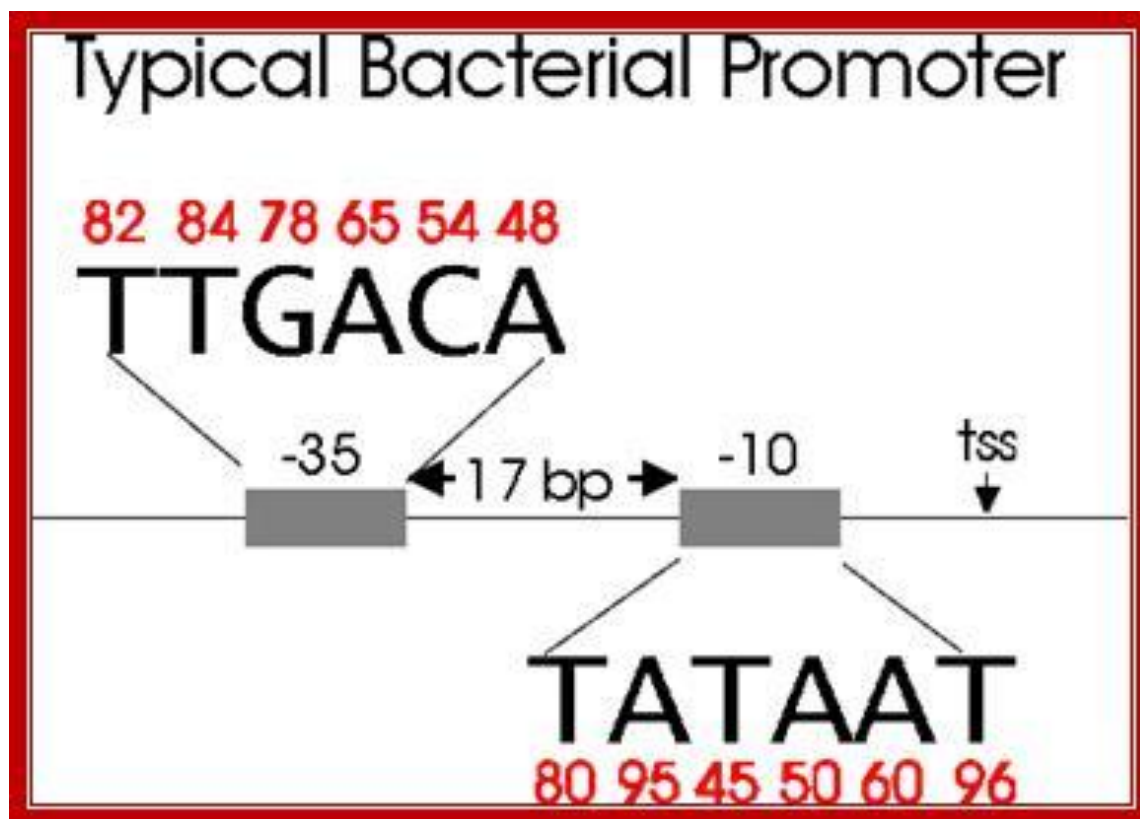 Typical Bacterial Promoter
82 84 78 65 54 48
TTGACA
-35
17 bp
-10
tss
TATAAT
80 95 45 50 60 96